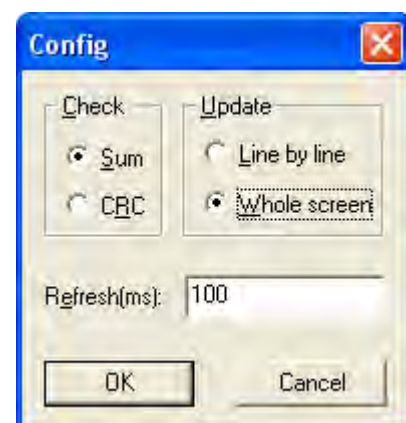 Config
Check
Update
Sum
Line by line
CRC
Whole screen
Refresh(ms):
100
OK
Cancel